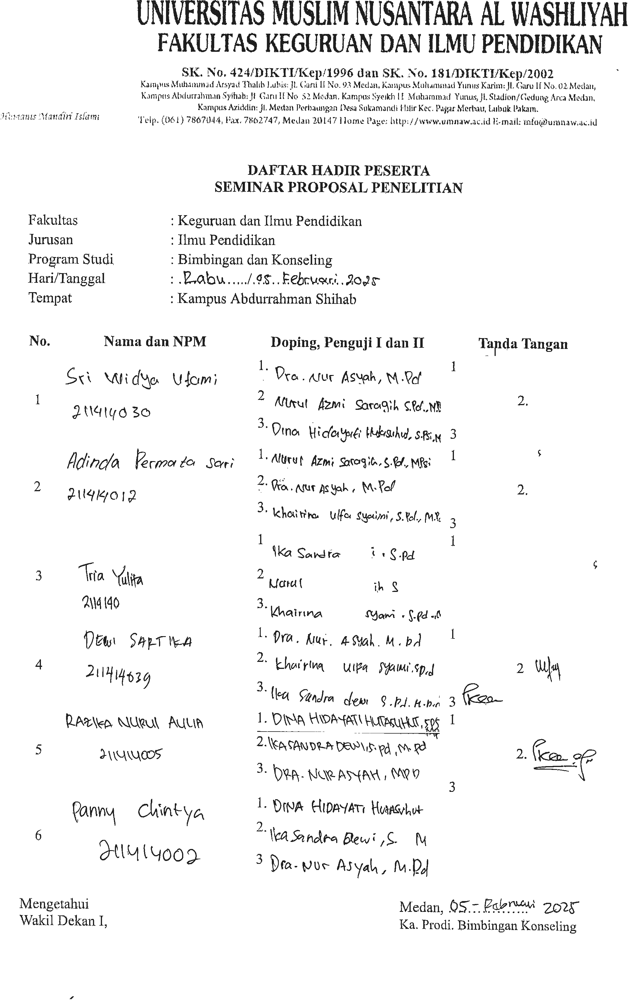 UNIVERSITAS MUSLIM NUSANTARA AL WASHLIYAH
FAKULTAS KEGURUAN DAN ILMU PENDIDIKAN
SK. No. 424/DIKTI/Kep/1996 dan SK. No. 181/DIKTI/Kep/2002
Kampus Muhammad Arsyad Thalib Lubis: Jl. Garu II No. 93 Medan, Kampus Muhammad Yunus Karim: Jl. Garu II No. 02 Medan,
Kampus Abdurrahman Syihab: Jl Garu II No 52 Medan, Kampus Syeikh H Muhammad Yunus, Jl. Stadion/Gedung Arca Medan,
Kampus Aziddin: Jl. Medan Perbaungan Desa Sukamandi Hilir Kec. Pagar Merbau, Lubuk Pakam.
Humanis Mandiri Islami
Telp. (061) 7867044, Fax. 7862747, Medan 20147 Home Page: http://www.umnaw.ac.id E-mail: info@umnaw.ac.id
DAFTAR HADIR PESERTA
SEMINAR PROPOSAL PENELITIAN
Fakultas : Keguruan dan Ilmu Pendidikan
Jurusan : Ilmu Pendidikan
Program Studi : Bimbingan dan Konseling
Hari/Tanggal : Rabu...../.05..Februari..2025
Tempat : Kampus Abdurrahman Shihab
No. Nama dan NPM Doping, Penguji I dan II Tanda Tangan
Sri Widya Utami 1. Dra. Nur Asyah, M.Pd 1
1 211414030 2 Nurul Azmi Saragih S.Pd., 2.
3. Dina Hidayati Hutasuhut, S.Psi,M 3
Adinda Permata Sari 1. Nurul Azmi Saragih, S.Pd., M.Psi 1
2 211414012 2. Dra. Nur Asyah, M.Pd 2.
3. Khairina Ulfa Syaimi, S.Pd., M.P 3
1 Ika Sandra i, S.Pd 1
3 Tria Yulita 2 Nurul ih S
2114140 3. Khairina Syami, S.Pd
DEWI SARTIKA 1. Dra. Nur. Asyah. M. pd 1
4 211414039 2. Khairina Ulfa Syaimi.sp.d 2
3. Ika Sandra dewi S.Pd. 3
RAZIKA NURUL AULIA 1. DINA HIDAYATI HUTASUHUT, 1
5 211414005 2. IKA SANDRA DEWI,S.pd, M.pd 2.
3. DRA. NUR ASYAH, MPD 3
Panny Chintya 1. DINA HIDAYATI Hutasuhut
6 211414002 2. Ika Sandra Dewi, S. M
3 Dra. Nur Asyah, M.Pd
Mengetahui
Wakil Dekan I,
Medan, 05 - Februari 2025
Ka. Prodi. Bimbingan Konseling